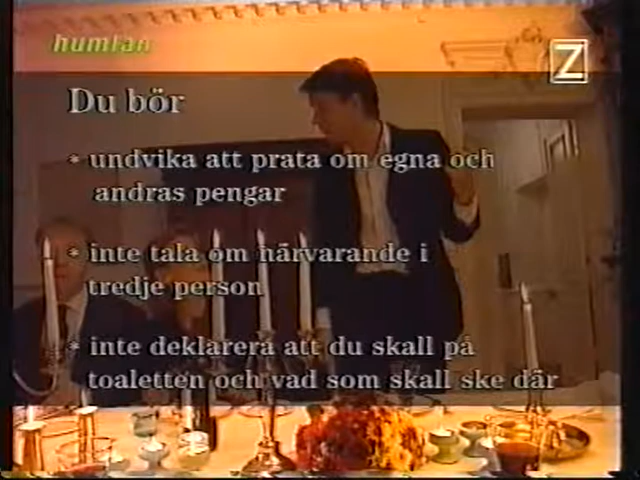 humlan
Z
Du bör
* undvika att prata om egna och
andras pengar
* inte tala om närvarande i
tredje person
* inte deklarera att du skall på
toaletten och vad som skall ske där